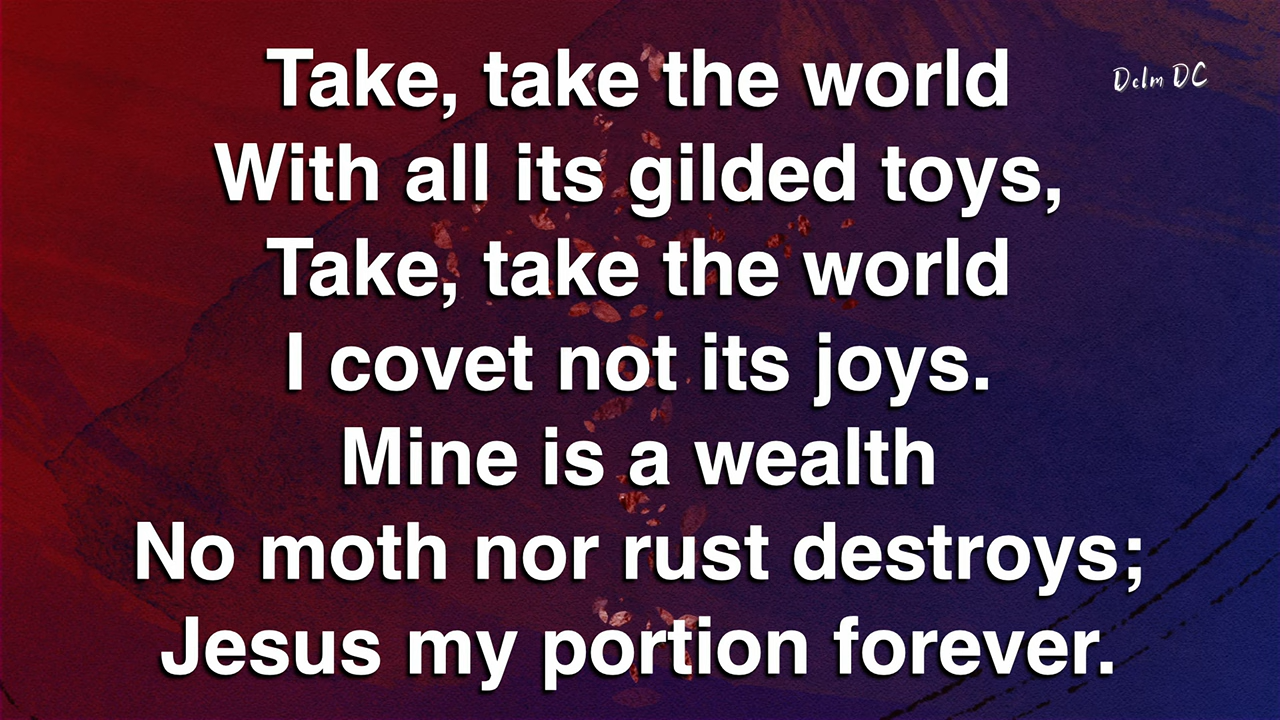 Take, take the world
With all its gilded toys,
Take, take the world
I covet not its joys.
Mine is a wealth
No moth nor rust destroys;
Jesus my portion forever.
Dclm DC